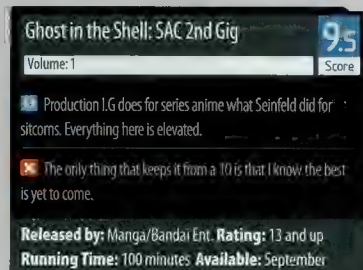 Ghost in the Shell: SAC 2nd Gig
9.5
Volume: 1
Score
Production I.G does for series anime what Seinfeld did for
sitcoms. Everything here is elevated.
The only thing that keeps it from a 10 is that I know the best
is yet to come.
Released by: Manga/Bandai Ent. Rating: 13 and up
Running Time: 100 minutes Available: September